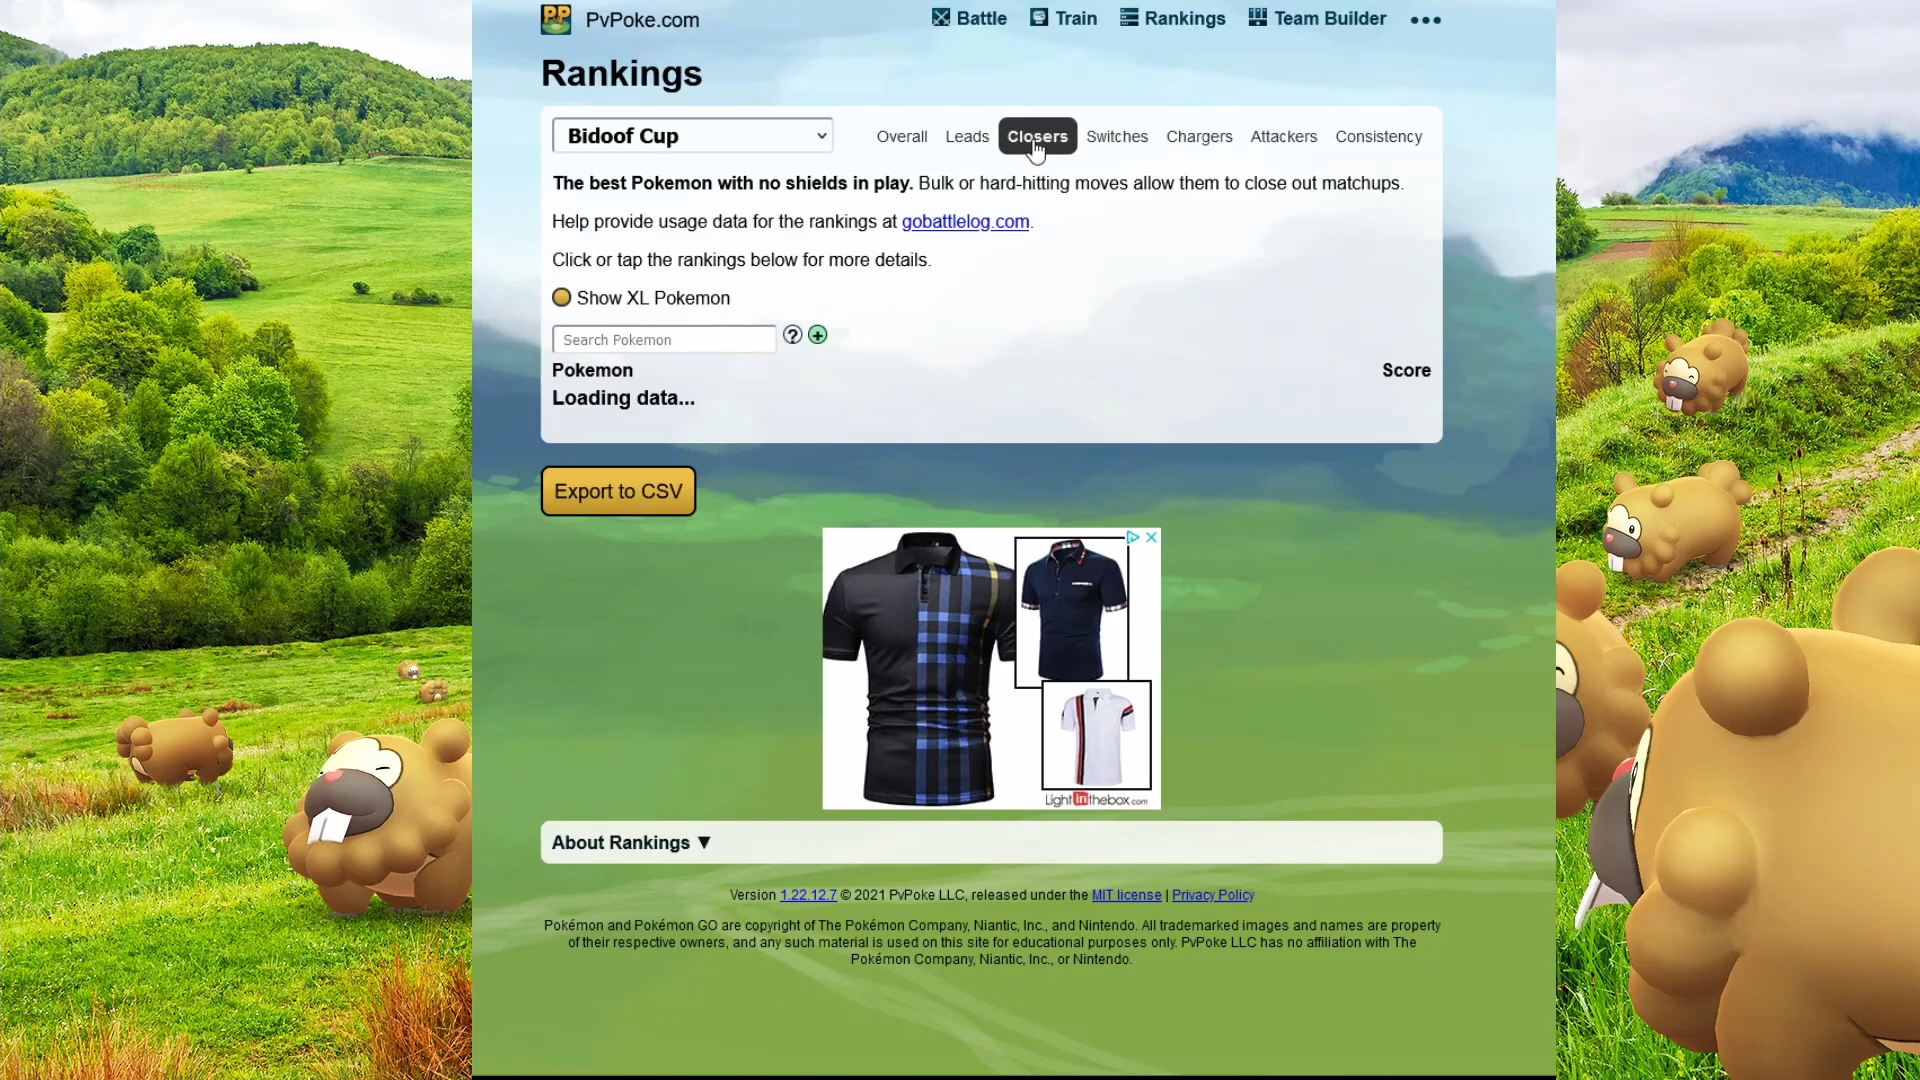 PvPoke.com
Battle
Train
Rankings
Team Builder
Rankings
Bidoof Cup
Overall
Leads
Closers
Switches
Chargers
Attackers
Consistency
The best Pokemon with no shields in play. Bulk or hard-hitting moves allow them to close out matchups.
Help provide usage data for the rankings at gobattlelog.com.
Click or tap the rankings below for more details.
Show XL Pokemon
Search Pokemon
?
Pokemon
Score
Loading data...
Export to CSV
Lightinthebox.com
About Rankings ▼
Version 1.22.12.7 © 2021 PvPoke LLC, released under the MIT license | Privacy Policy
Pokémon and Pokémon GO are copyright of The Pokémon Company, Niantic, Inc., and Nintendo. All trademarked images and names are property
of their respective owners, and any such material is used on this site for educational purposes only. PvPoke LLC has no affiliation with The
Pokémon Company, Niantic, Inc., or Nintendo.